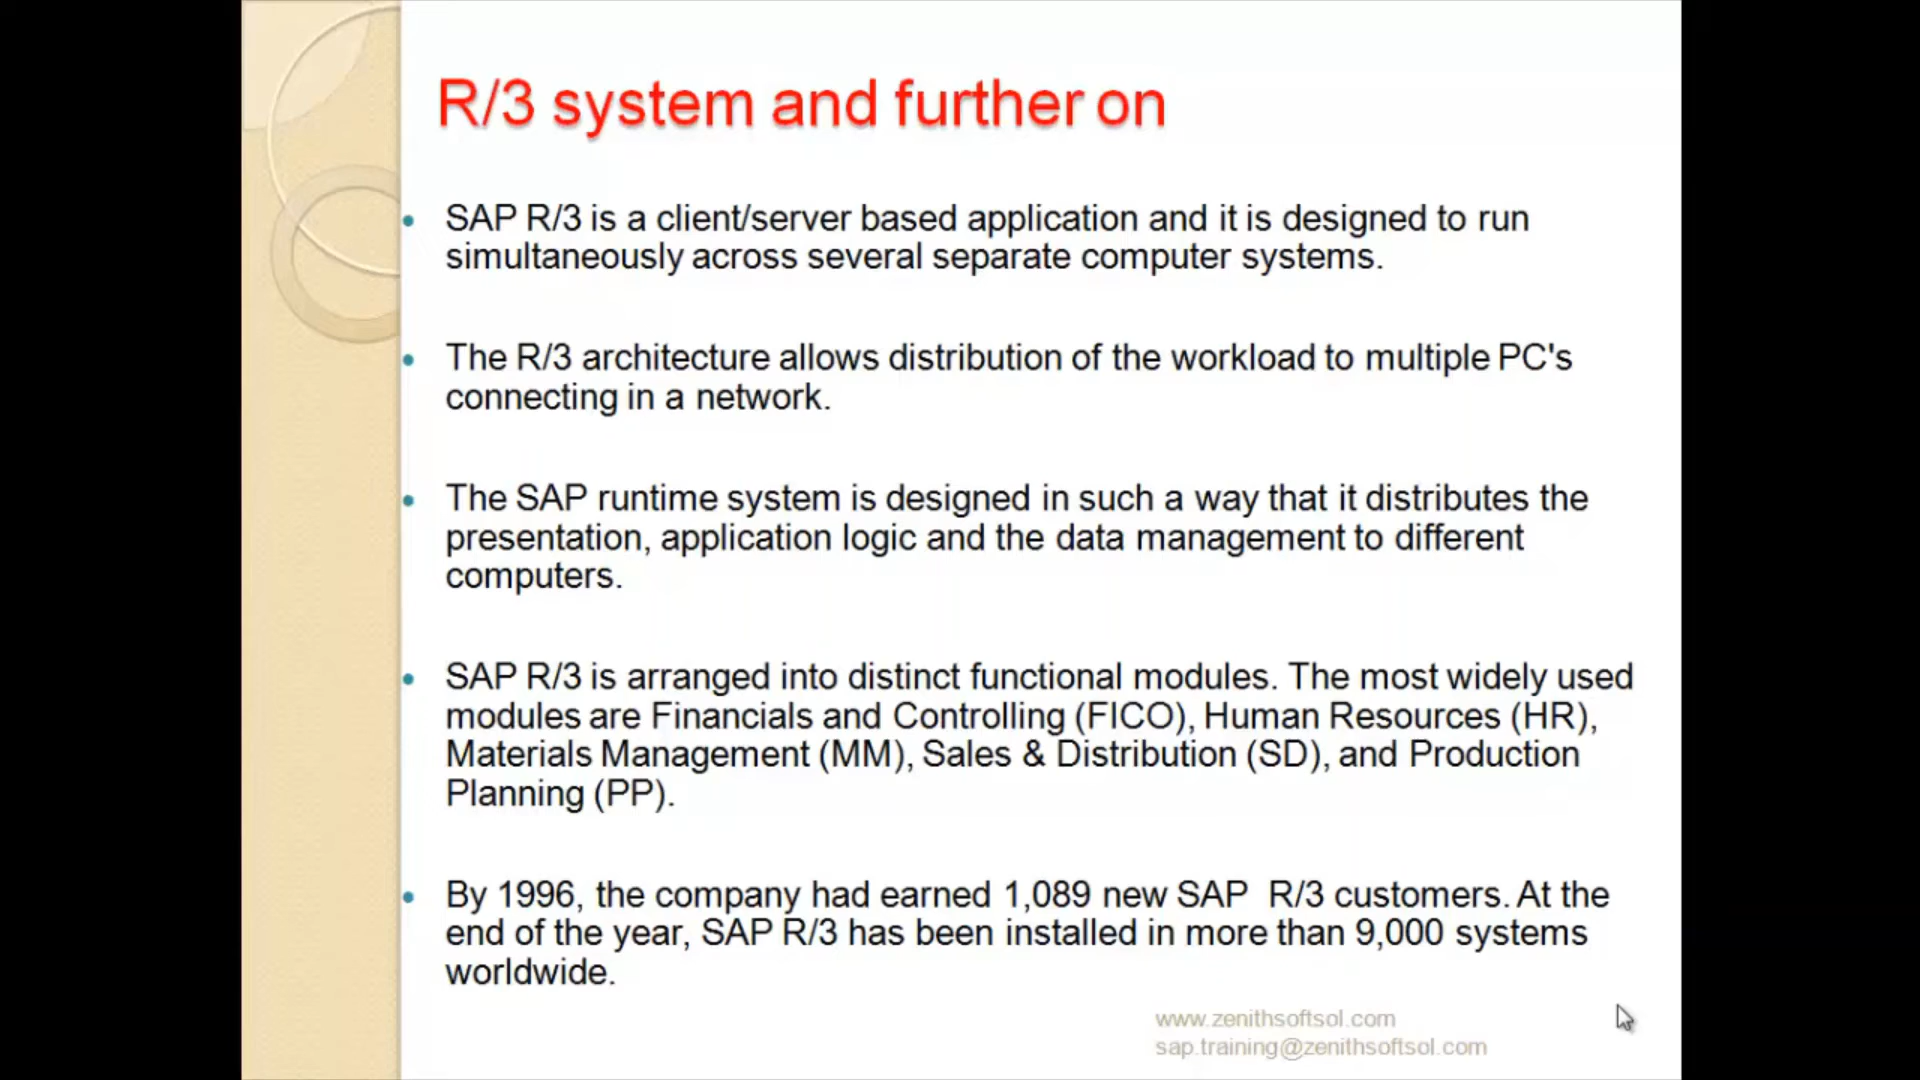 R/3 system and further on
SAP R/3 is a client/server based application and it is designed to run
simultaneously across several separate computer systems.
The R/3 architecture allows distribution of the workload to multiple PC's
connecting in a network.
The SAP runtime system is designed in such a way that it distributes the
presentation, application logic and the data management to different
computers.
SAP R/3 is arranged into distinct functional modules. The most widely used
modules are Financials and Controlling (FICO), Human Resources (HR),
Materials Management (MM), Sales & Distribution (SD), and Production
Planning (PP).
By 1996, the company had earned 1,089 new SAP R/3 customers. At the
end of the year, SAP R/3 has been installed in more than 9,000 systems
worldwide.
www.zenithsoftsol.com
sap.training@zenithsoftsol.com